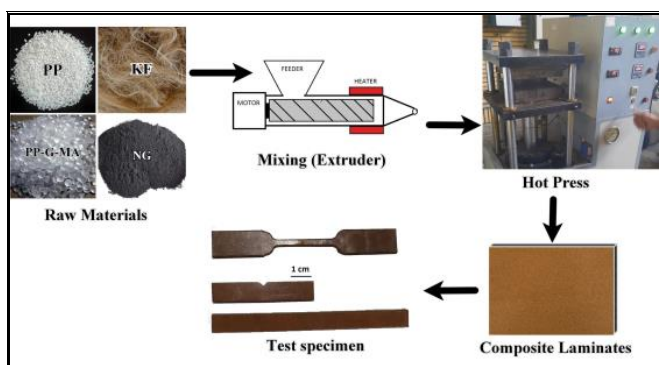 PP
KF
PP-G-MA
NG
Raw Materials
FEEDER
HEATER
MOTOR
Mixing (Extruder)
Hot Press
1 cm
Test specimen
Composite Laminates